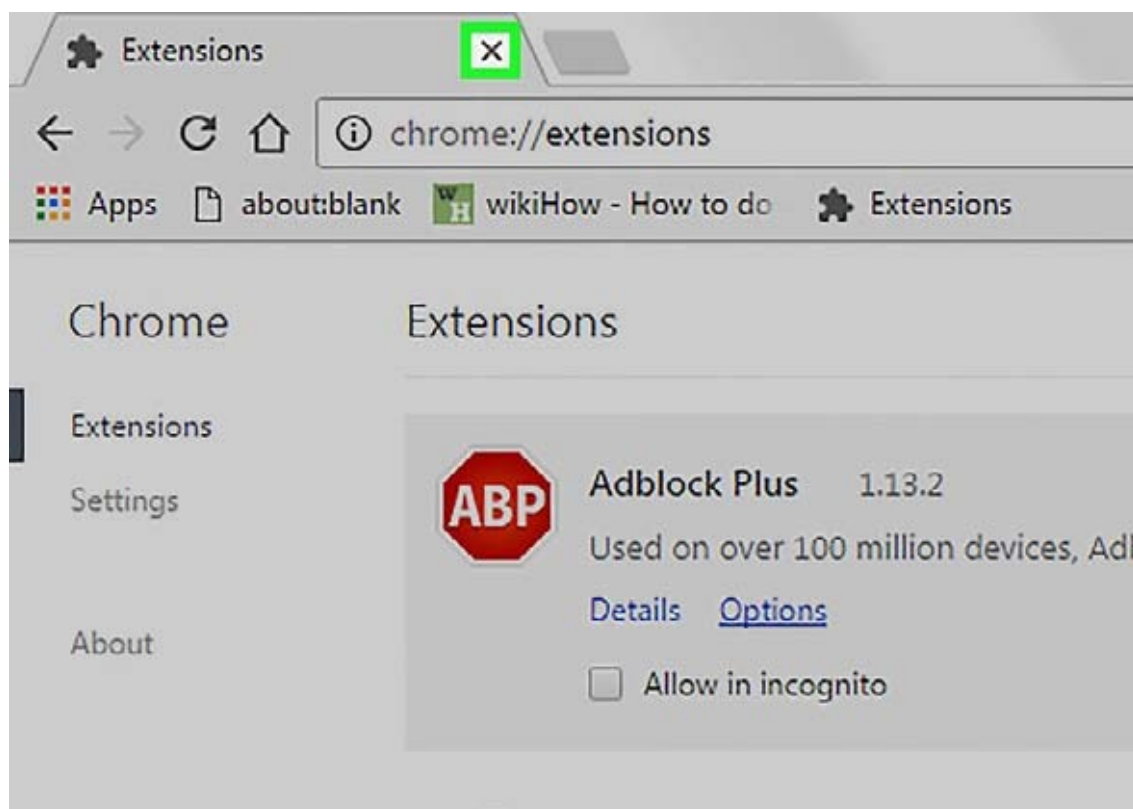 Extensions
chrome://extensions
Apps about:blank wikiHow - How to do Extensions
Chrome
Extensions
Extensions
Settings
About
ABP
Adblock Plus 1.13.2
Used on over 100 million devices,
Details Options
Allow in incognito